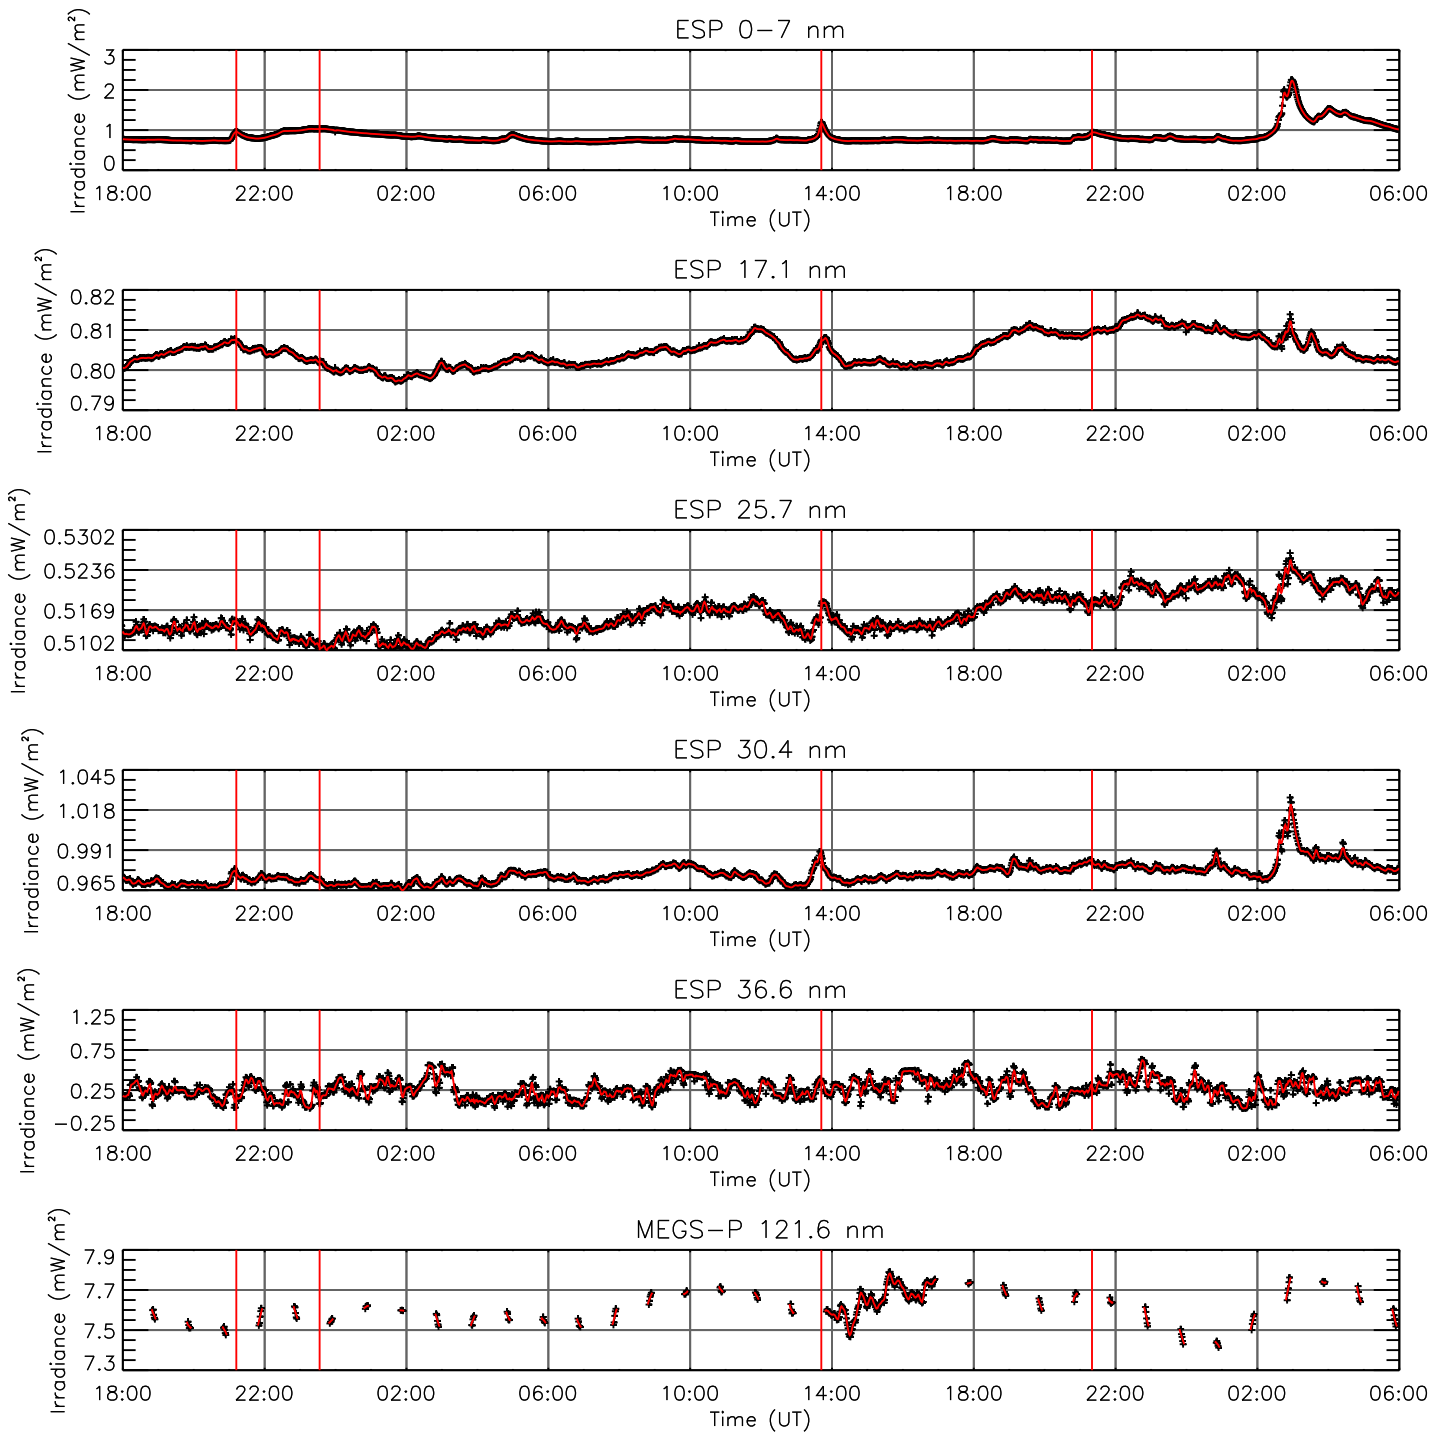 ESP 0-7 nm
Irradiance (mW/m²)
3
2
1
0
18:00 22:00 02:00 06:00 10:00 14:00 18:00 22:00 02:00 06:00
Time (UT)
ESP 17.1 nm
Irradiance (mW/m²)
0.82
0.81
0.80
0.79
18:00 22:00 02:00 06:00 10:00 14:00 18:00 22:00 02:00 06:00
Time (UT)
ESP 25.7 nm
Irradiance (mW/m²)
0.5302
0.5236
0.5169
0.5102
18:00 22:00 02:00 06:00 10:00 14:00 18:00 22:00 02:00 06:00
Time (UT)
ESP 30.4 nm
Irradiance (mW/m²)
1.045
1.018
0.991
0.965
18:00 22:00 02:00 06:00 10:00 14:00 18:00 22:00 02:00 06:00
Time (UT)
ESP 36.6 nm
Irradiance (mW/m²)
1.25
0.75
0.25
-0.25
18:00 22:00 02:00 06:00 10:00 14:00 18:00 22:00 02:00 06:00
Time (UT)
MEGS-P 121.6 nm
Irradiance (mW/m²)
7.9
7.7
7.5
7.3
18:00 22:00 02:00 06:00 10:00 14:00 18:00 22:00 02:00 06:00
Time (UT)